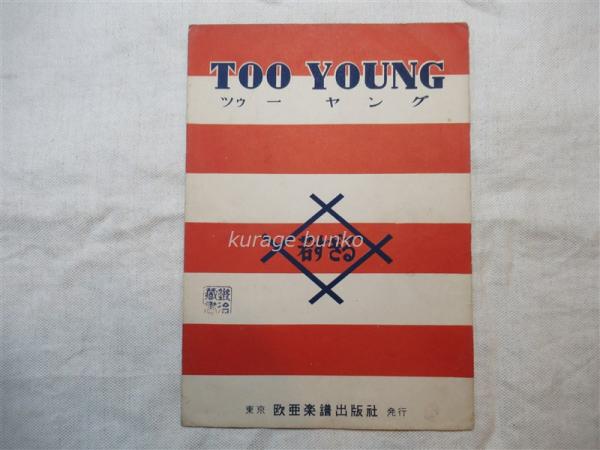 TOO YOUNG
ツゥー ヤング
kurage bunko
若すぎる
東京 欧亜楽譜出版社 発行